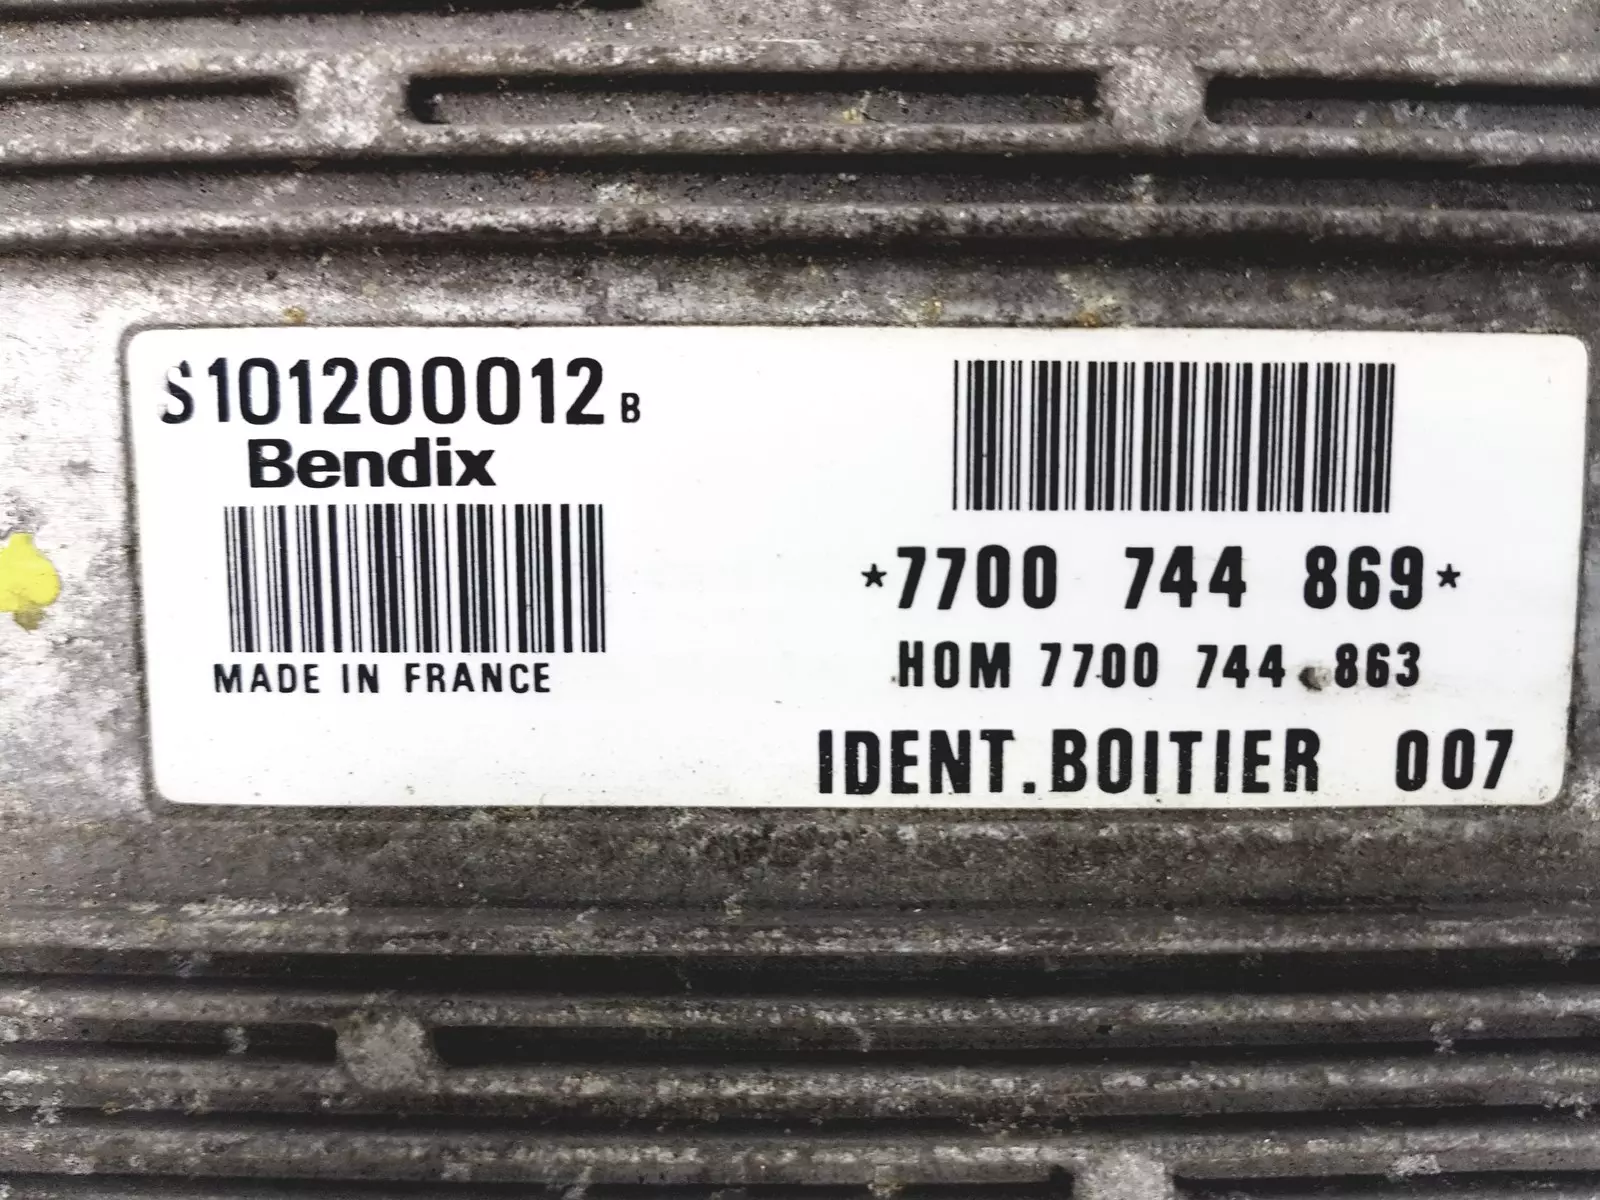 S101200012 B
Bendix
MADE IN FRANCE
*7700 744 869*
HOM 7700 744 863
IDENT.BOITIER 007